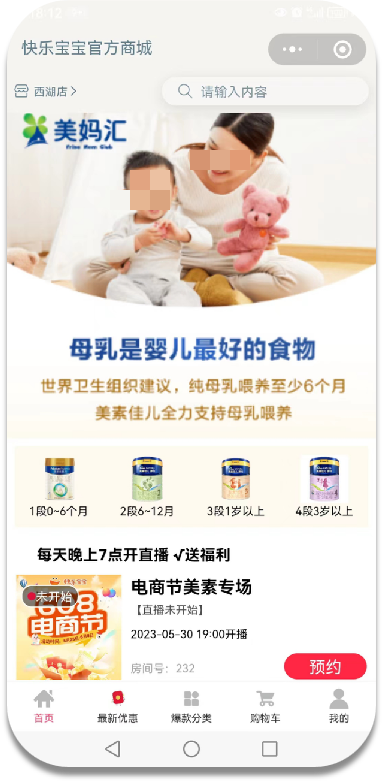 18:12
快乐宝宝官方商城
西湖店
请输入内容
美妈汇
母乳是婴儿最好的食物
世界卫生组织建议，纯母乳喂养至少6个月
美素佳儿全力支持母乳喂养
1段0~6个月
2段6~12月
3段1岁以上
4段3岁以上
每天晚上7点开直播 √送福利
未开始
808
电商节
电商节美素专场
【直播未开始】
2023-05-30 19:00开播
房间号：232
预约
首页
最新优惠
爆款分类
购物车
我的